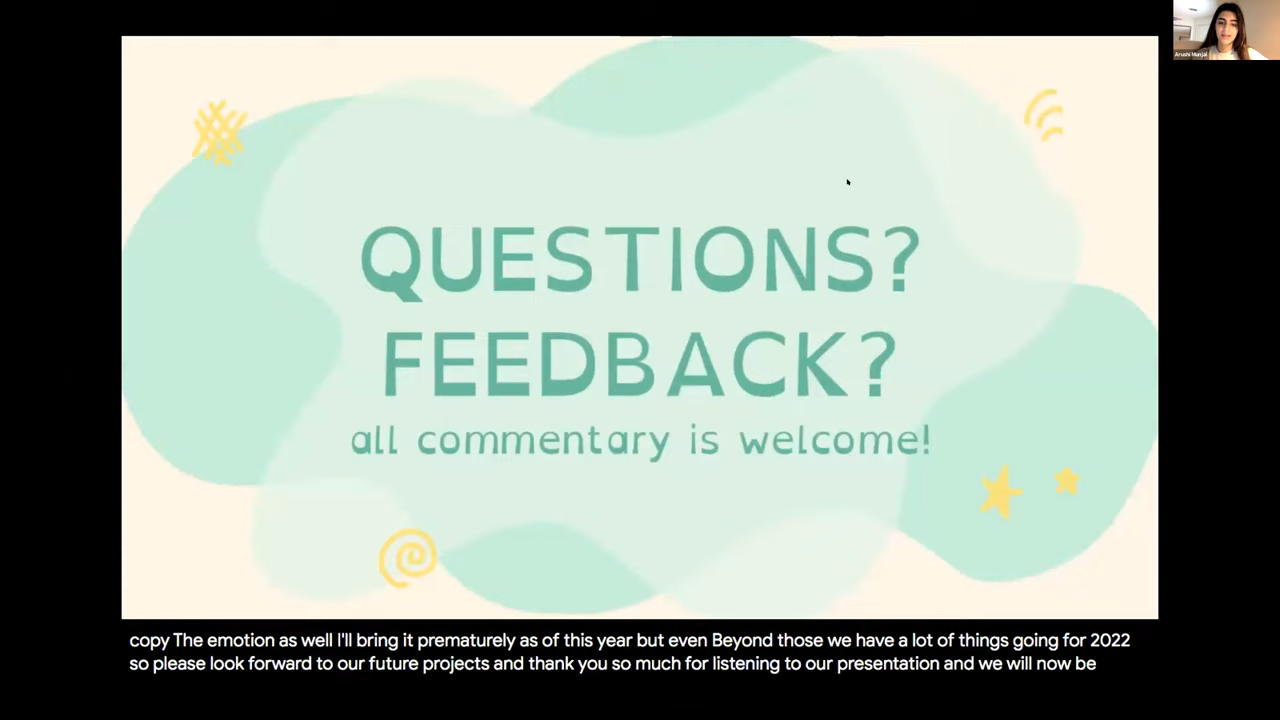 Arushi Munjal
QUESTIONS?
FEEDBACK?
all commentary is welcome!
copy The emotion as well I'll bring it prematurely as of this year but even Beyond those we have a lot of things going for 2022
so please look forward to our future projects and thank you so much for listening to our presentation and we will now be